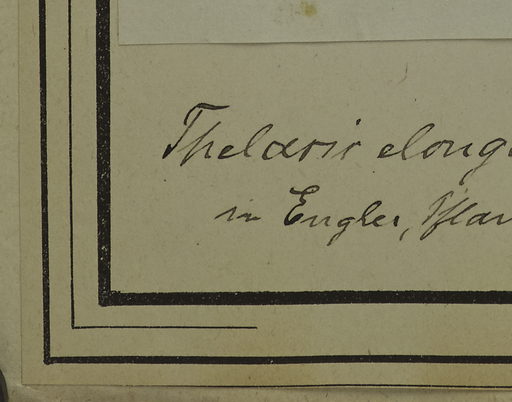 Thelasis elong
in Engler, Pflan